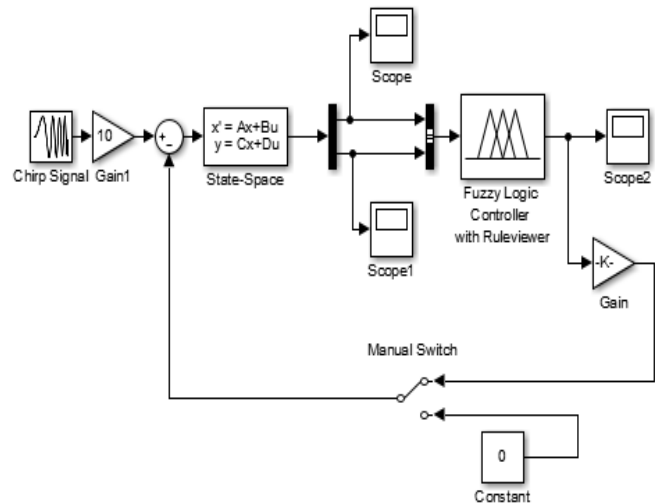 Scope
10
+
−
x' = Ax+Bu
y = Cx+Du
Chirp Signal
Gain1
State-Space
Fuzzy Logic
Controller
with Ruleviewer
Scope2
Scope1
-K-
Gain
Manual Switch
0
Constant